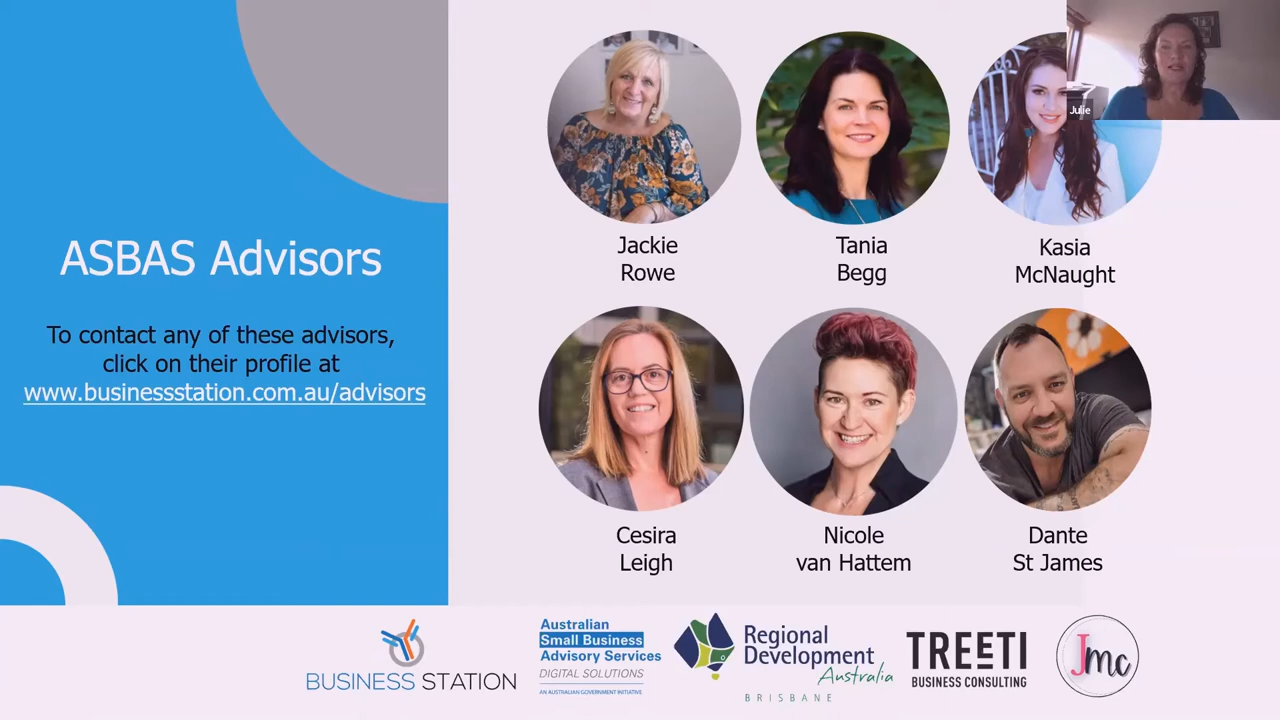 ASBAS Advisors
To contact any of these advisors,
click on their profile at
www.businessstation.com.au/advisors
Julie
Jackie
Rowe
Tania
Begg
Kasia
McNaught
Cesira
Leigh
Nicole
van Hattem
Dante
St James
BUSINESS STATION
Australian
Small Business
Advisory Services
DIGITAL SOLUTIONS
AN AUSTRALIAN GOVERNMENT INITIATIVE
Regional
Development
Australia
BRISBANE
TREETI
BUSINESS CONSULTING
Jmc